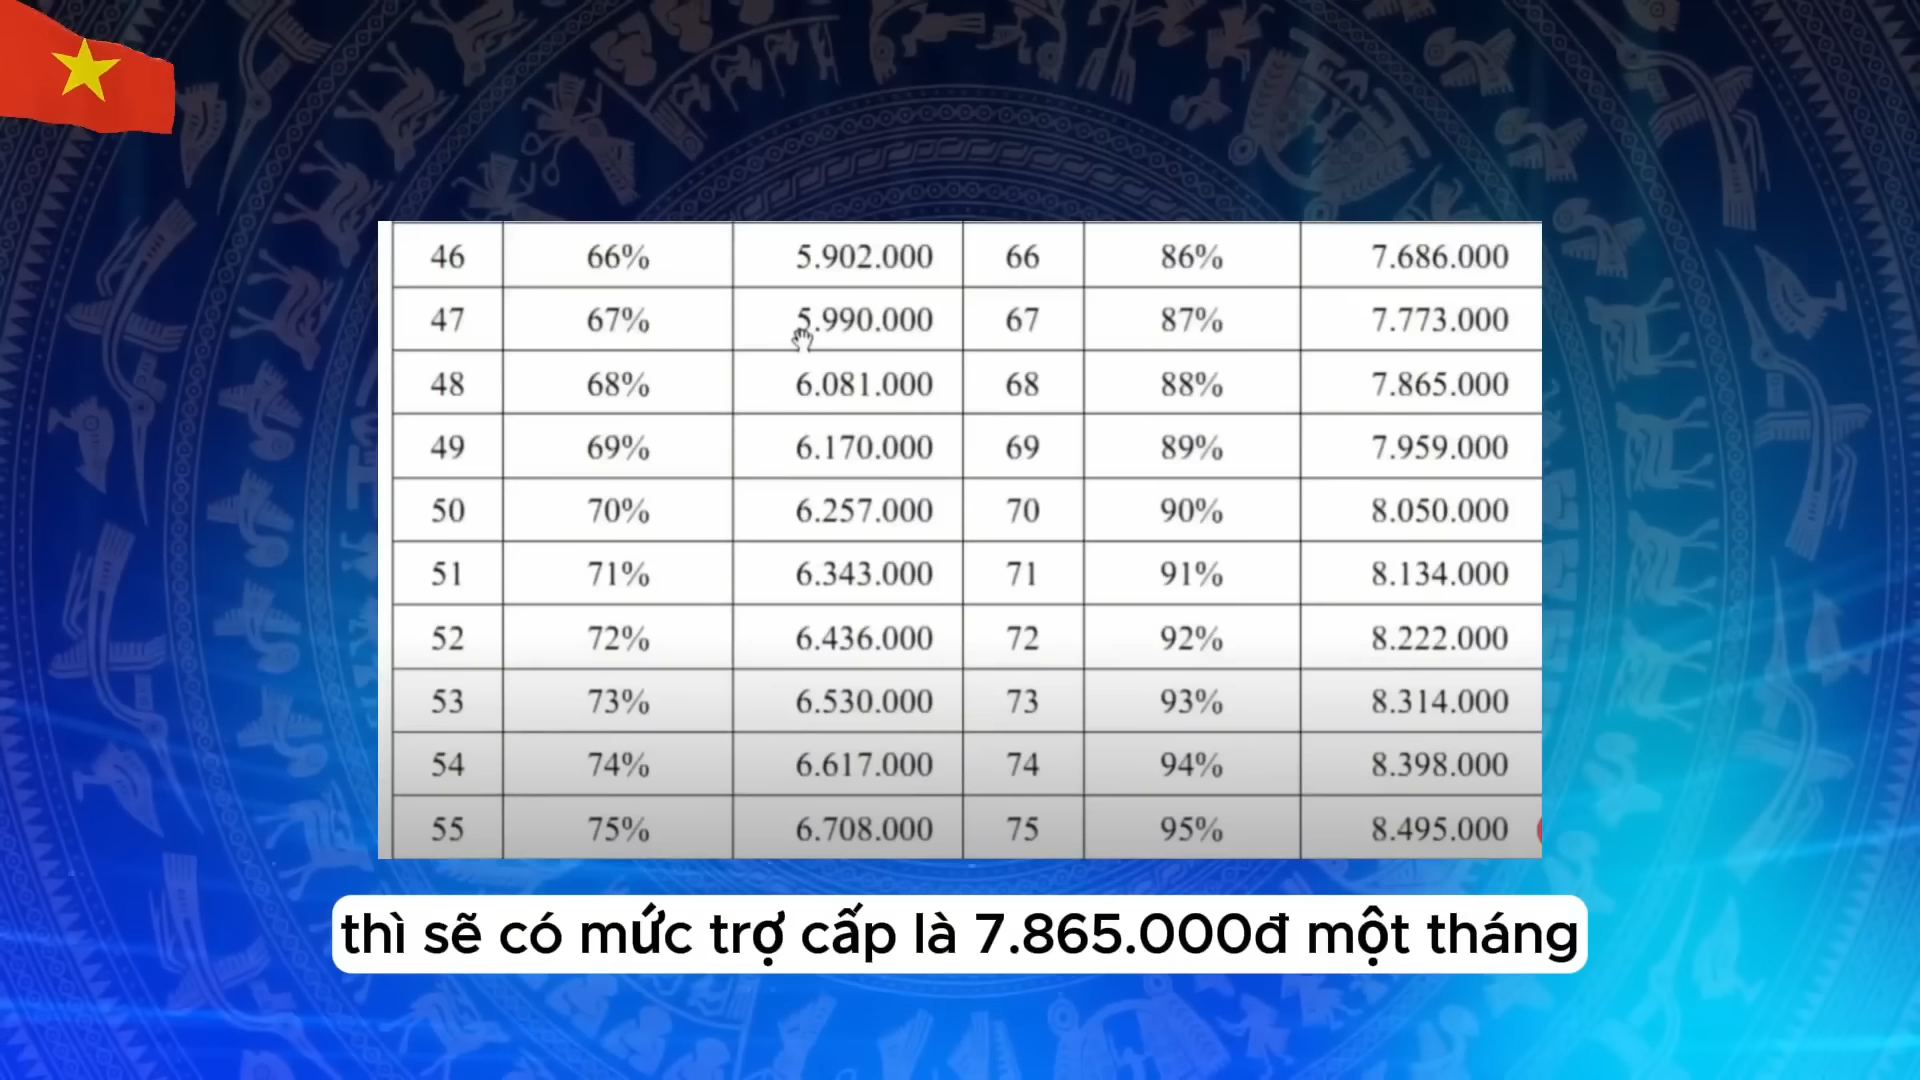 46 66% 5.902.000 66 86% 7.686.000
47 67% 5.990.000 67 87% 7.773.000
48 68% 6.081.000 68 88% 7.865.000
49 69% 6.170.000 69 89% 7.959.000
50 70% 6.257.000 70 90% 8.050.000
51 71% 6.343.000 71 91% 8.134.000
52 72% 6.436.000 72 92% 8.222.000
53 73% 6.530.000 73 93% 8.314.000
54 74% 6.617.000 74 94% 8.398.000
55 75% 6.708.000 75 95% 8.495.000
thì sẽ có mức trợ cấp là 7.865.000đ một tháng